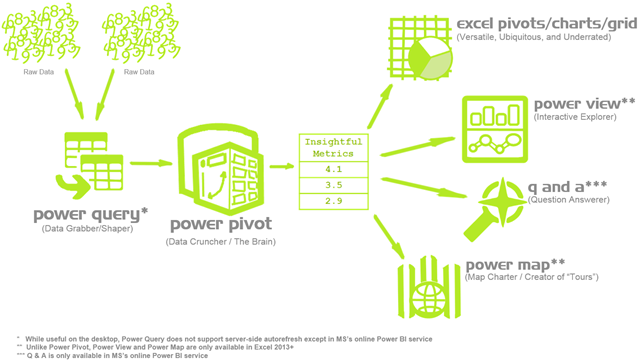 Raw Data
Raw Data
power query*
(Data Grabber/Shaper)
power pivot
(Data Cruncher / The Brain)
Insightful
Metrics
4.1
3.5
2.9
excel pivots/charts/grid
(Versatile, Ubiquitous, and Underrated)
power view**
(Interactive Explorer)
q and a***
(Question Answerer)
power map**
(Map Charter / Creator of "Tours")
* While useful on the desktop, Power Query does not support server-side autorefresh except in MS's online Power BI service
** Unlike Power Pivot, Power View and Power Map are only available in Excel 2013+
*** Q & A is only available in MS's online Power BI service